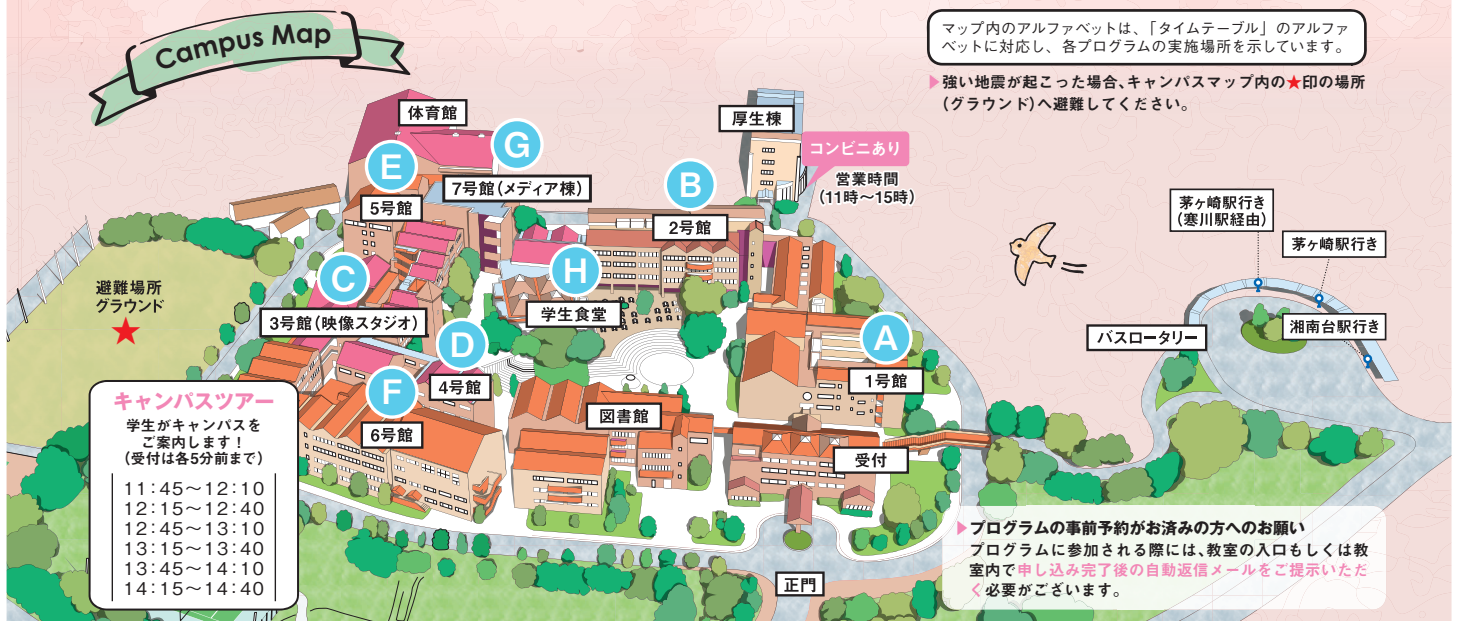 Campus Map
マップ内のアルファベットは、「タイムテーブル」のアルファ
ベットに対応し、各プログラムの実施場所を示しています。
▶強い地震が起こった場合、キャンパスマップ内の★印の場所
（グラウンド）へ避難してください。
体育館
厚生棟
コンビニあり
営業時間
（11時〜15時）
G
E
7号館（メディア棟）
B
5号館
2号館
茅ヶ崎駅行き
（寒川駅経由）
茅ヶ崎駅行き
湘南台駅行き
バスロータリー
避難場所
グラウンド
★
C
3号館（映像スタジオ）
H
学生食堂
D
4号館
A
1号館
F
6号館
図書館
受付
正門
キャンパスツアー
学生がキャンパスを
ご案内します！
（受付は各5分前まで）
11：45〜12：10
12：15〜12：40
12：45〜13：10
13：15〜13：40
13：45〜14：10
14：15〜14：40
▶プログラムの事前予約がお済みの方へのお願い
プログラムに参加される際には、教室の入口もしくは教
室内で申し込み完了後の自動返信メールをご提示いただ
く必要がございます。